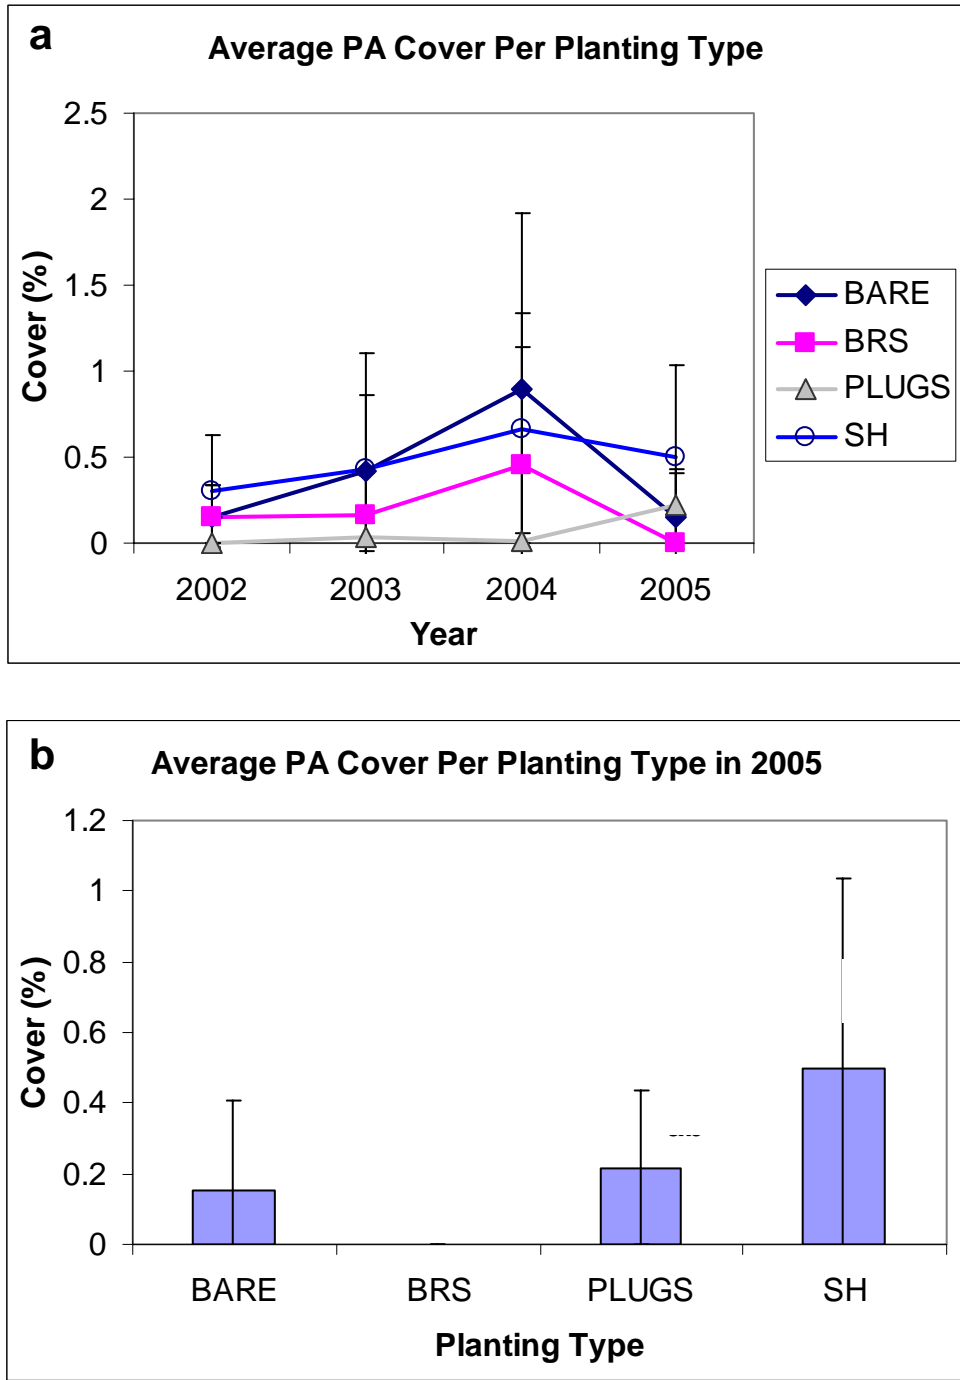 a
Average PA Cover Per Planting Type
2.5
2
1.5
1
0.5
0
Cover (%)
2002 2003 2004 2005
Year
BARE
BRS
PLUGS
SH
b
Average PA Cover Per Planting Type in 2005
1.2
1
0.8
0.6
0.4
0.2
0
Cover (%)
BARE BRS PLUGS SH
Planting Type